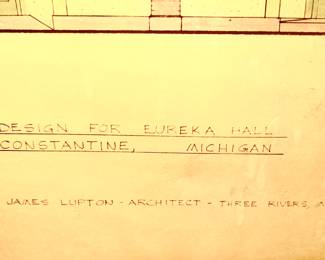 DESIGN FOR EUREKA HALL
CONSTANTINE, MICHIGAN
JAMES LUPTON - ARCHITECT - THREE RIVERS, M